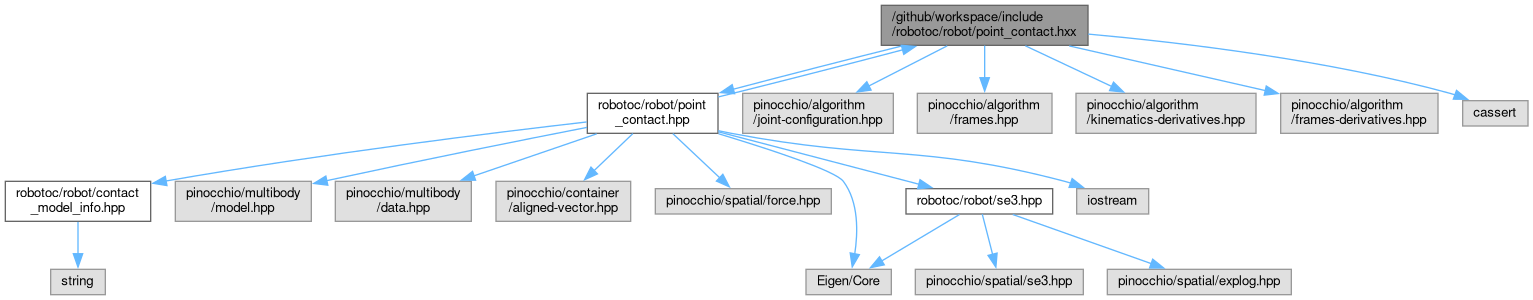 /github/workspace/include
/robotoc/robot/point_contact.hxx
robotoc/robot/point
_contact.hpp
pinocchio/algorithm
/joint-configuration.hpp
pinocchio/algorithm
/frames.hpp
pinocchio/algorithm
/kinematics-derivatives.hpp
pinocchio/algorithm
/frames-derivatives.hpp
cassert
robotoc/robot/contact
_model_info.hpp
pinocchio/multibody
/model.hpp
pinocchio/multibody
/data.hpp
pinocchio/container
/aligned-vector.hpp
pinocchio/spatial/force.hpp
robotoc/robot/se3.hpp
iostream
string
Eigen/Core
pinocchio/spatial/se3.hpp
pinocchio/spatial/explog.hpp